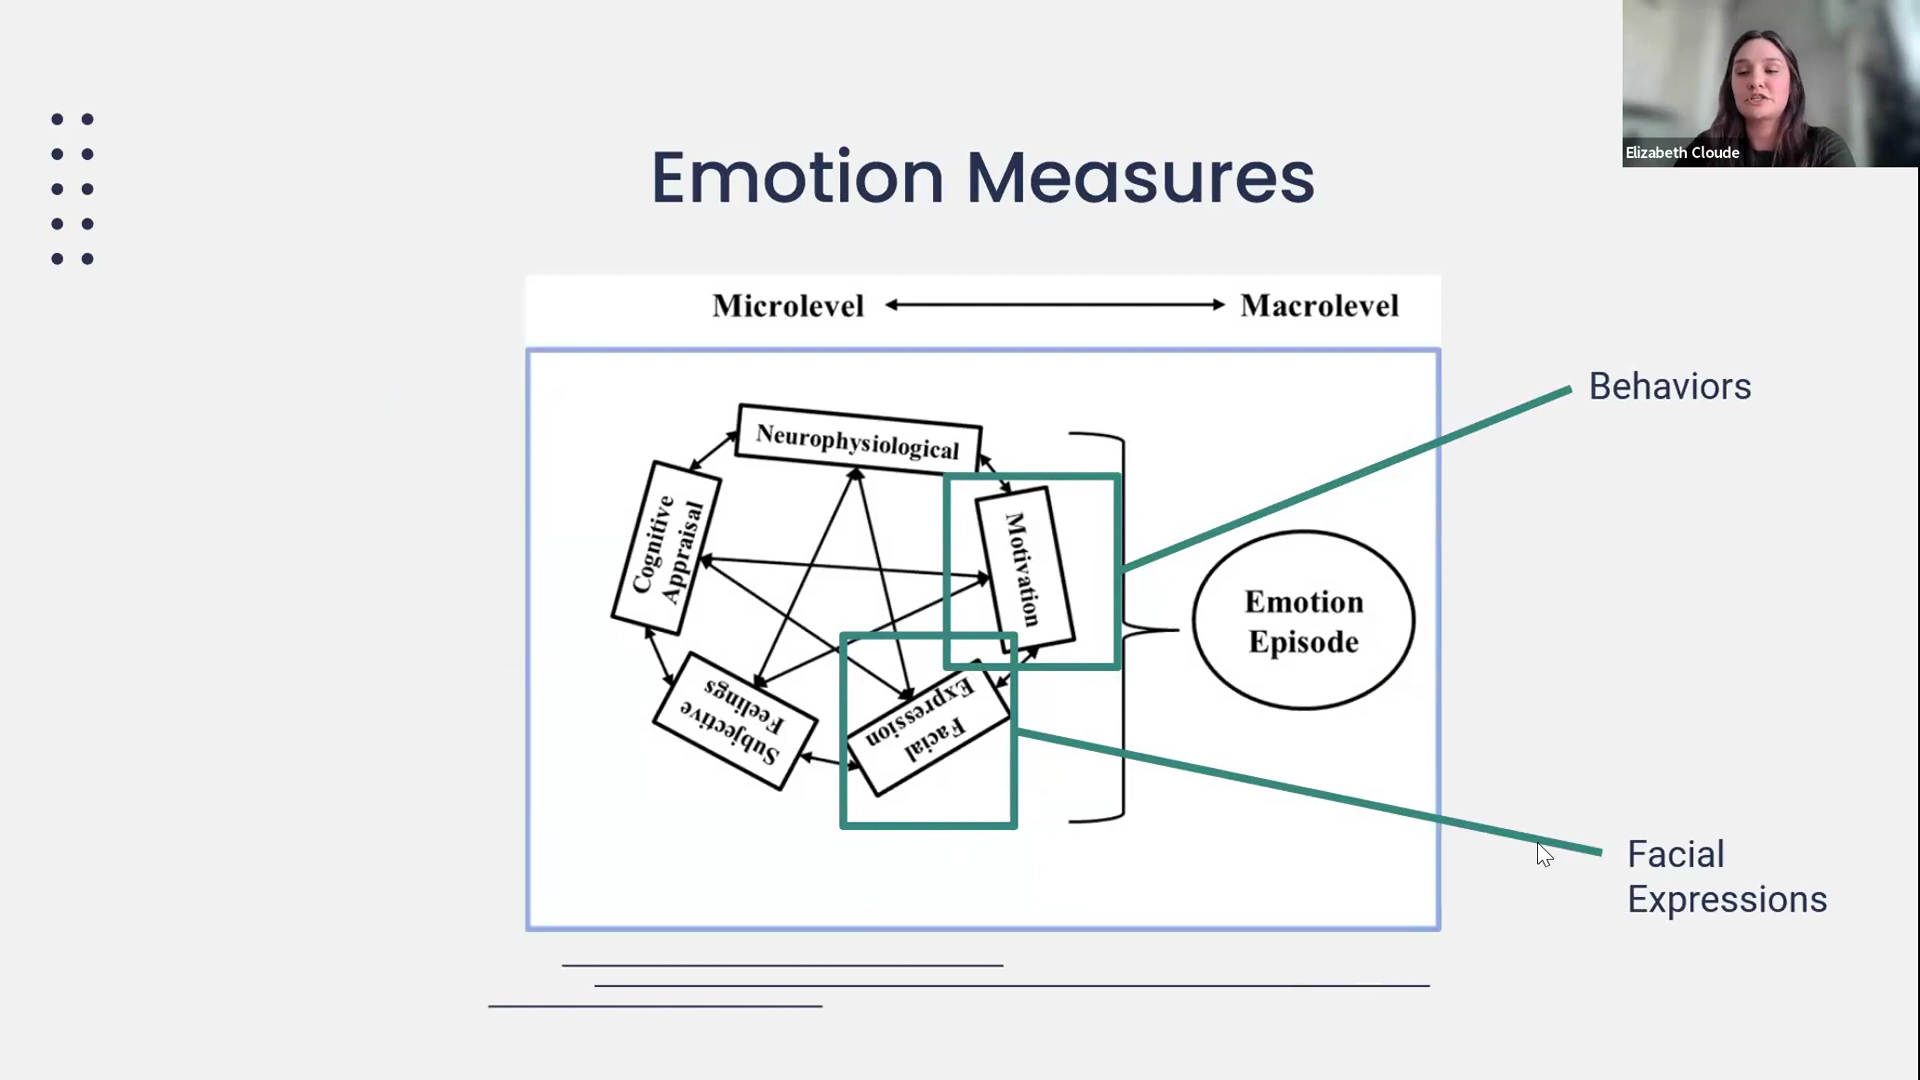 Elizabeth Cloude
Emotion Measures
Microlevel
Macrolevel
Behaviors
Neurophysiological
Cognitive
Appraisal
Motivation
Emotion
Episode
Subjective
Feelings
Facial
Expression
Facial
Expressions